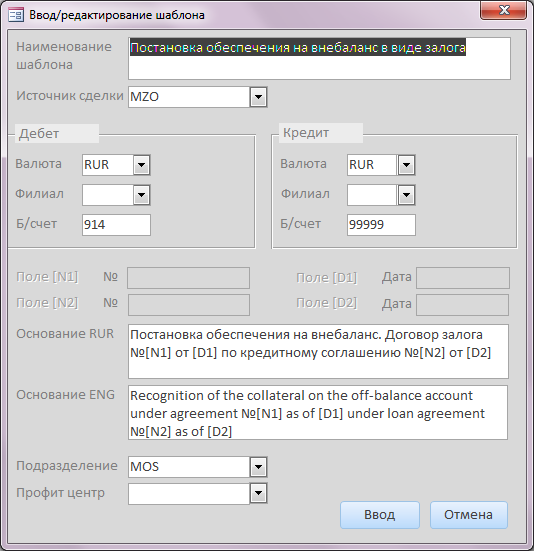 Ввод/редактирование шаблона
Наименование шаблона
Постановка обеспечения на внебаланс в виде залога
Источник сделки MZO
Дебет Кредит
Валюта RUR Валюта RUR
Филиал Филиал
Б/счет 914 Б/счет 99999
Поле [N1] № Поле [D1] Дата
Поле [N2] № Поле [D2] Дата
Основание RUR
Постановка обеспечения на внебаланс. Договор залога
№[N1] от [D1] по кредитному соглашению №[N2] от [D2]
Основание ENG
Recognition of the collateral on the off-balance account
under agreement №[N1] as of [D1] under loan agreement
№[N2] as of [D2]
Подразделение MOS
Профит центр
Ввод Отмена